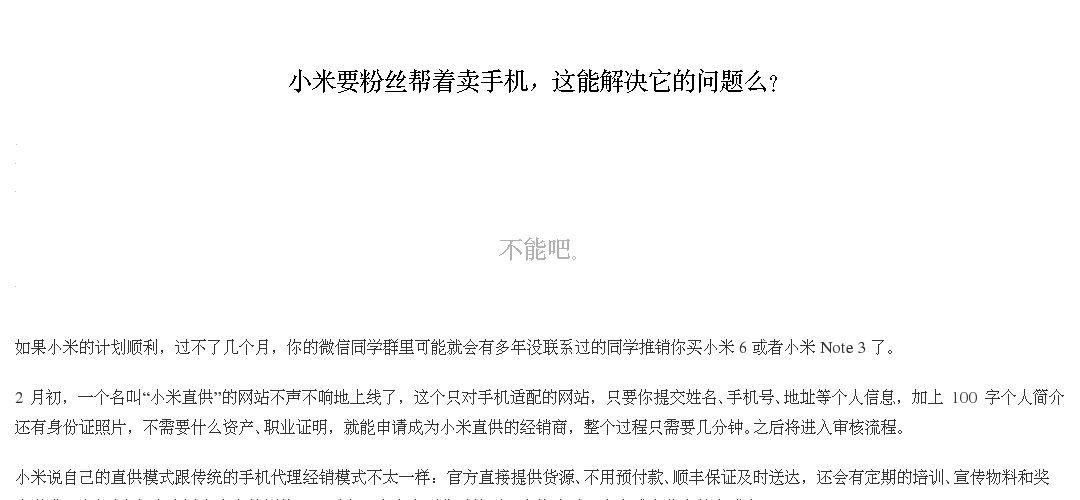 小米要粉丝帮着卖手机，这能解决它的问题么？
不能吧。
如果小米的计划顺利，过不了几个月，你的微信同学群里可能就会有多年没联系过的同学推销你买小米 6 或者小米 Note 3 了。
2 月初，一个名叫“小米直供”的网站不声不响地上线了，这个只对手机适配的网站，只要你提交姓名、手机号、地址等个人信息，加上 100 字个人简介
还有身份证照片，不需要什么资产、职业证明，就能申请成为小米直供的经销商，整个过程只需要几分钟。之后将进入审核流程。
小米说自己的直供模式跟传统的手机代理经销模式不太一样：官方直接提供货源、不用预付款、顺丰保证及时送达，还会有定期的培训、宣传物料和奖